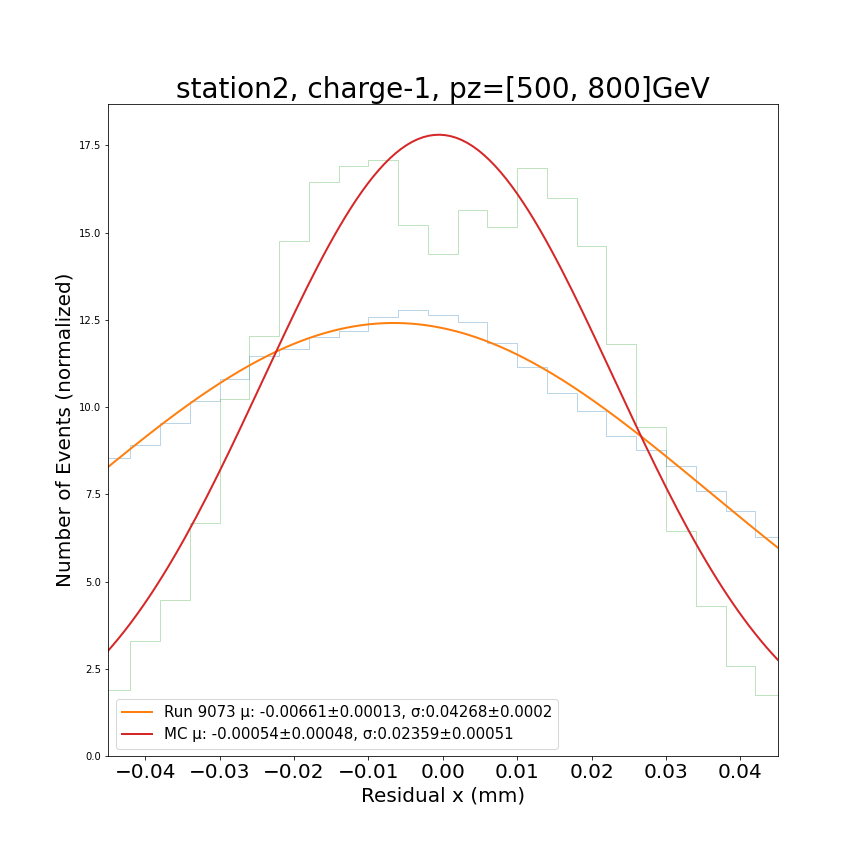 station2, charge-1, pz=[500, 800]GeV
Number of Events (normalized)
17.5
15.0
12.5
10.0
7.5
5.0
2.5
0.0
Run 9073 μ: -0.00661±0.00013, σ:0.04268±0.0002
MC μ: -0.00054±0.00048, σ:0.02359±0.00051
−0.04 −0.03 −0.02 −0.01 0.00 0.01 0.02 0.03 0.04
Residual x (mm)